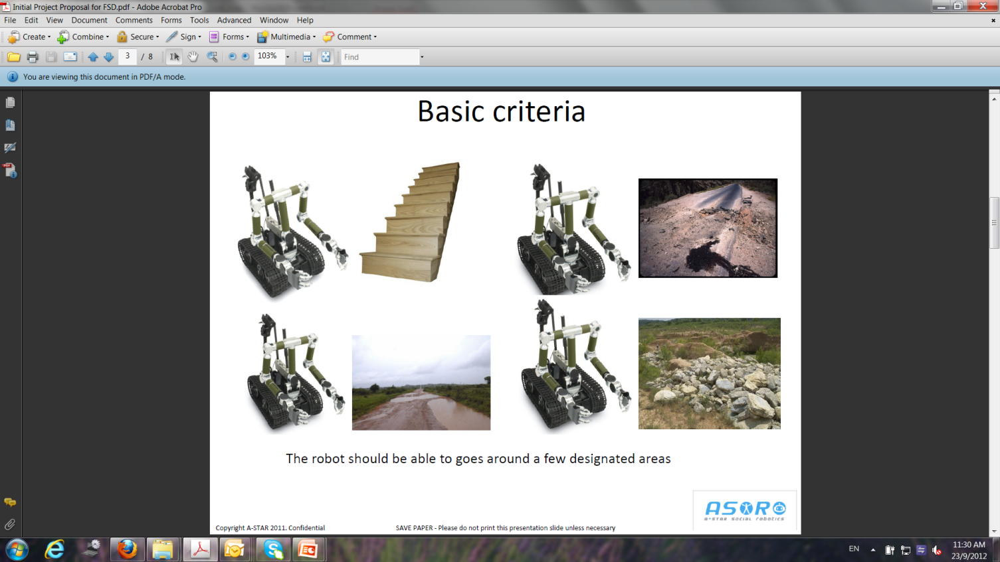 Initial Project Proposal for FSD.pdf - Adobe Acrobat Pro
File Edit View Document Comments Forms Tools Advanced Window Help
Create Combine Secure Sign Forms Multimedia Comment
3 / 8 103% Find
You are viewing this document in PDF/A mode.
Basic criteria
The robot should be able to goes around a few designated areas
ASORO
A-STAR SOCIAL ROBOTICS
Copyright A-STAR 2011. Confidential SAVE PAPER - Please do not print this presentation slide unless necessary
EN 11:30 AM
23/9/2012